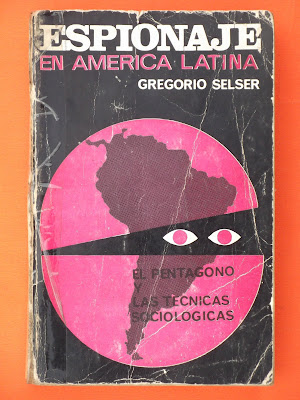 ESPIONAJE
EN AMERICA LATINA
GREGORIO SELSER
EL PENTAGONO
Y
LAS TECNICAS
SOCIOLOGICAS